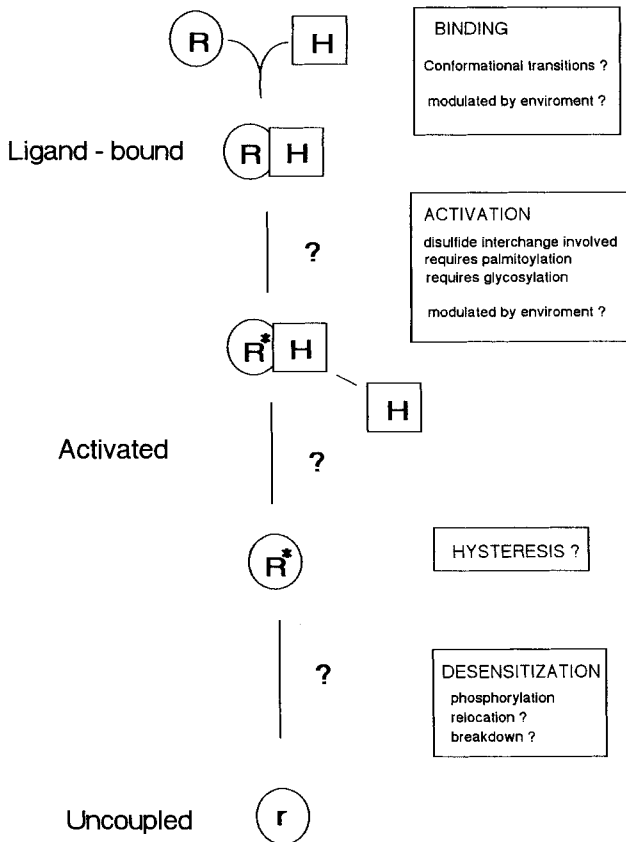 R H
BINDING
Conformational transitions ?
modulated by enviroment ?
Ligand - bound
R H
ACTIVATION
disulfide interchange involved
requires palmitoylation
requires glycosylation
modulated by enviroment ?
?
R* H
H
Activated
?
R*
HYSTERESIS ?
?
DESENSITIZATION
phosphorylation
relocation ?
breakdown ?
Uncoupled
r